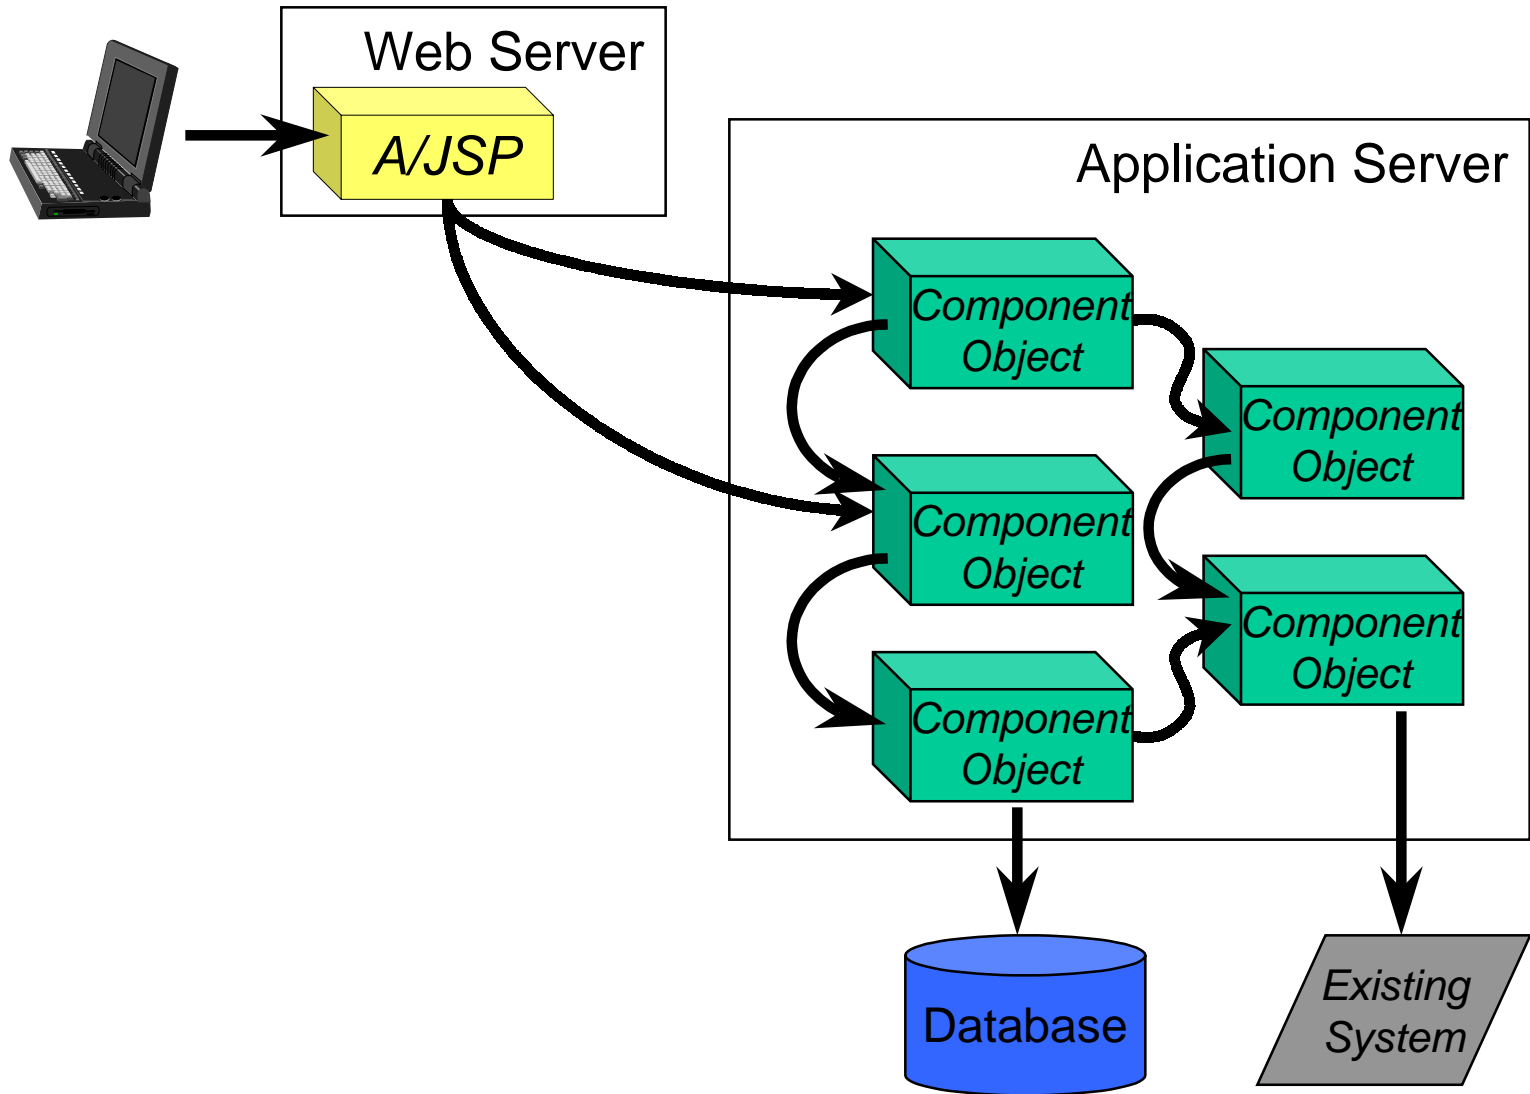 Web Server
A/JSP
Application Server
Component
Object
Component
Object
Component
Object
Component
Object
Component
Object
Database
Existing
System